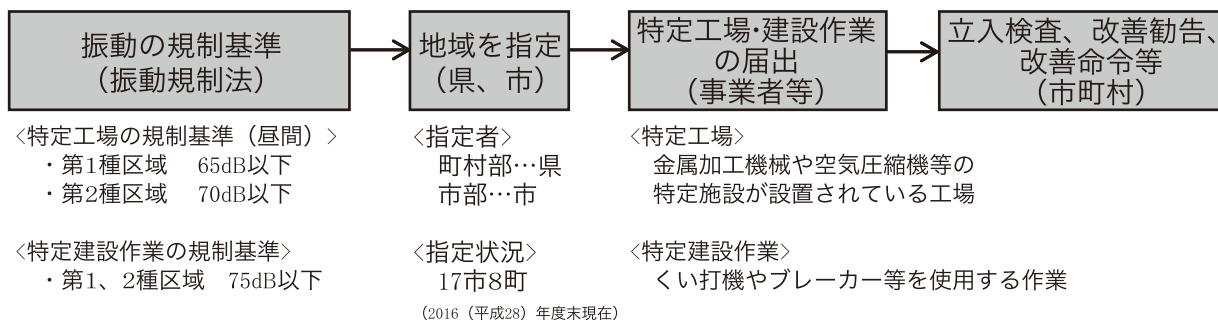 振動の規制基準
（振動規制法）
地域を指定
（県、市）
特定工場・建設作業
の届出
（事業者等）
立入検査、改善勧告、
改善命令等
（市町村）
〈特定工場の規制基準（昼間）〉
・第1種区域　65dB以下
・第2種区域　70dB以下
〈特定建設作業の規制基準〉
・第1、2種区域　75dB以下
〈指定者〉
町村部…県
市部…市
〈指定状況〉
17市8町
（2016（平成28）年度末現在）
〈特定工場〉
金属加工機械や空気圧縮機等の
特定施設が設置されている工場
〈特定建設作業〉
くい打機やブレーカー等を使用する作業